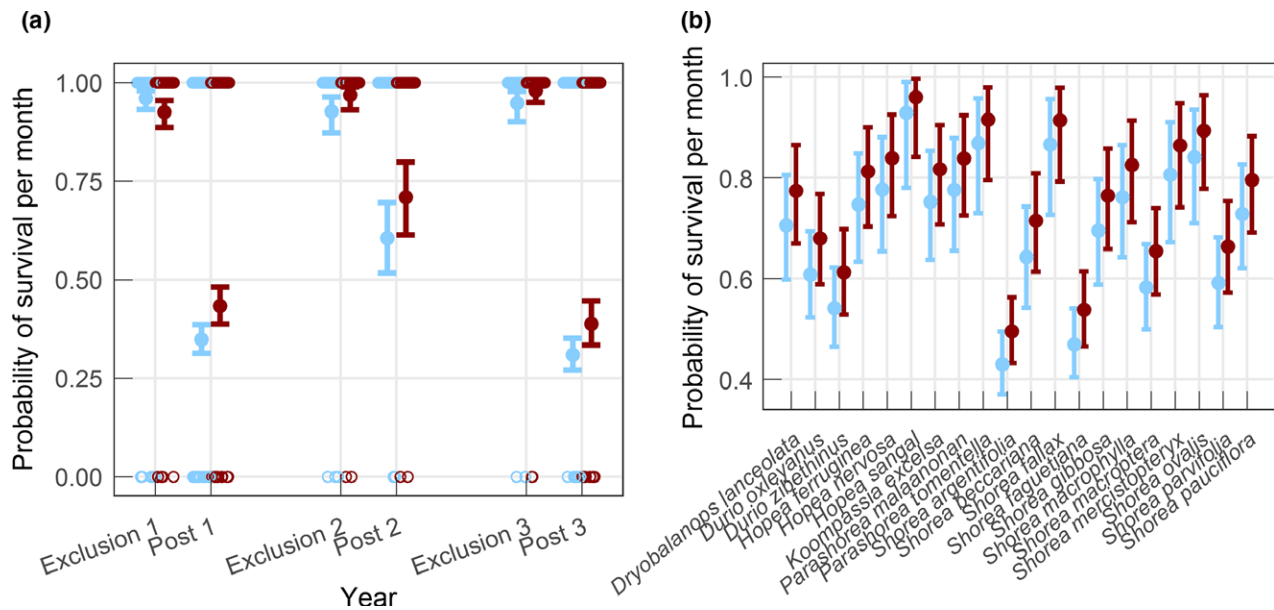 (a)
Probability of survival per month
1.00
0.75
0.50
0.25
0.00
Exclusion 1
Post 1
Exclusion 2
Post 2
Exclusion 3
Post 3
Year
(b)
Probability of survival per month
1.0
0.8
0.6
0.4
Dryobalanops lanceolata
Durio oxleyanus
Durio zibethinus
Hopea ferruginea
Hopea nervosa
Hopea sangal
Koompassia excelsa
Parashorea malaanonan
Parashorea tomentella
Shorea argentifolia
Shorea beccariana
Shorea fallax
Shorea faguetiana
Shorea gibbosa
Shorea macrophylla
Shorea macroptera
Shorea mercistopteryx
Shorea ovalis
Shorea parvifolia
Shorea pauciflora